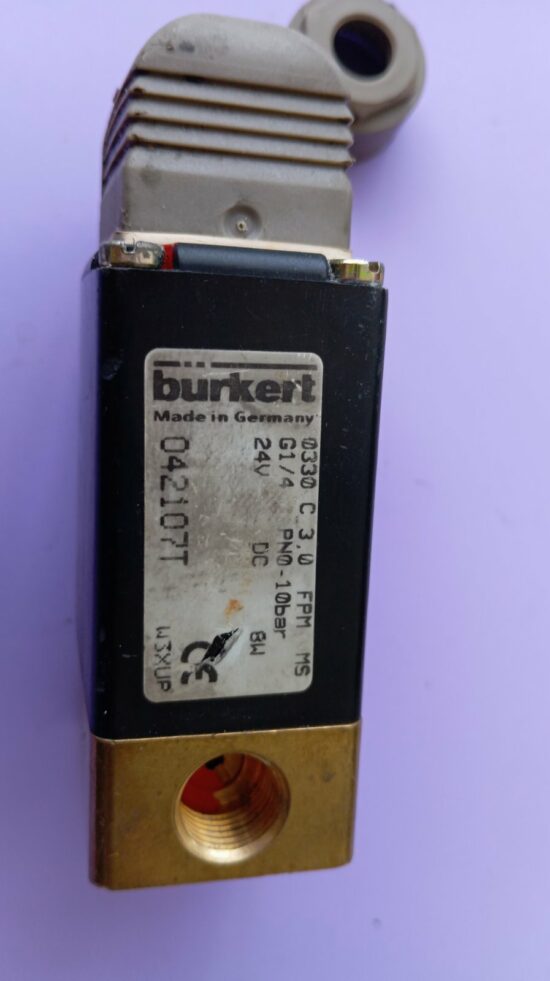 burkert
Made in Germany
0330 C 3,0 FPM MS
G1/4 PN0-10bar
24V DC 8W
042107T
CE
W3XUP